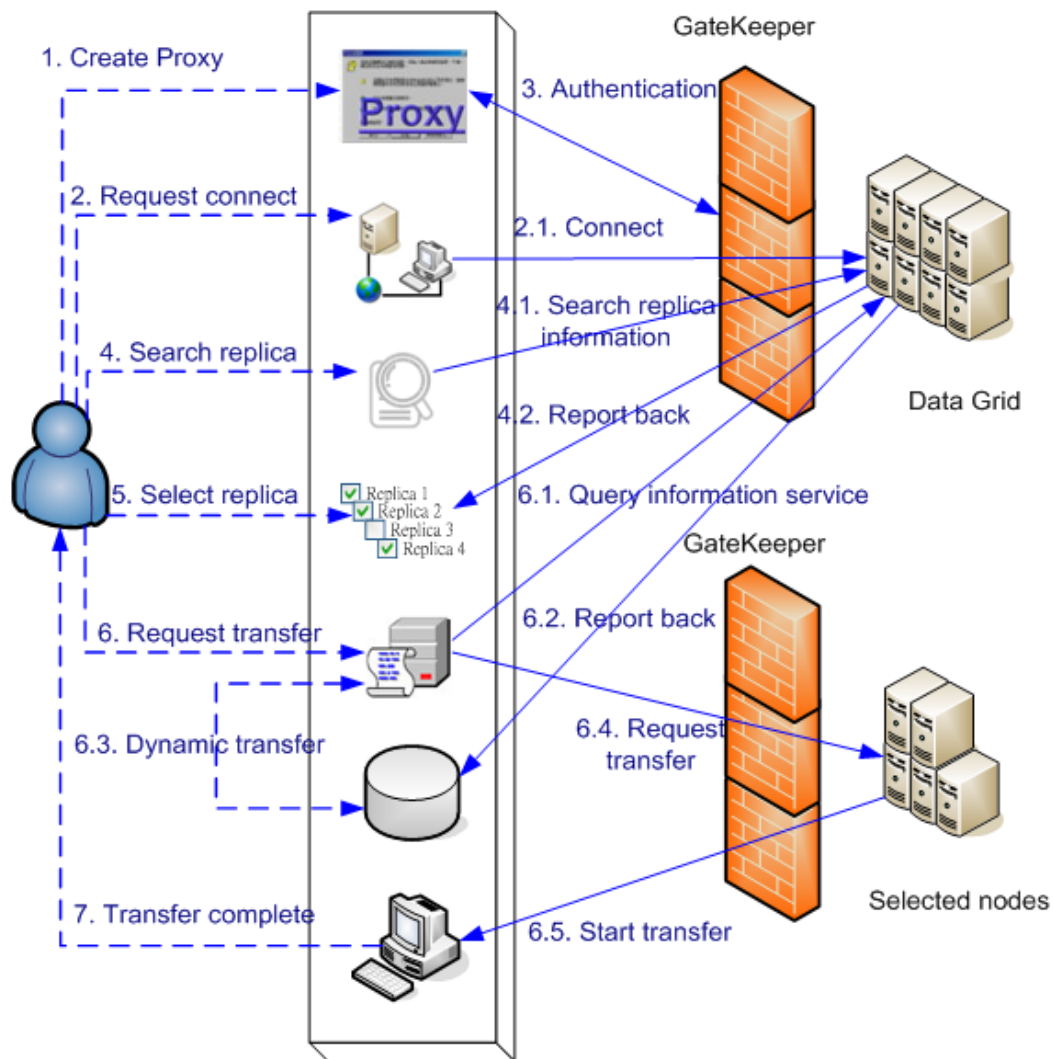 GateKeeper
1. Create Proxy
Proxy
3. Authentication
2. Request connect
2.1. Connect
4.1. Search replica
information
4. Search replica
Data Grid
4.2. Report back
5. Select replica
Replica 1
Replica 2
Replica 3
Replica 4
6.1. Query information service
GateKeeper
6. Request transfer
6.2. Report back
6.3. Dynamic transfer
6.4. Request
transfer
Selected nodes
7. Transfer complete
6.5. Start transfer